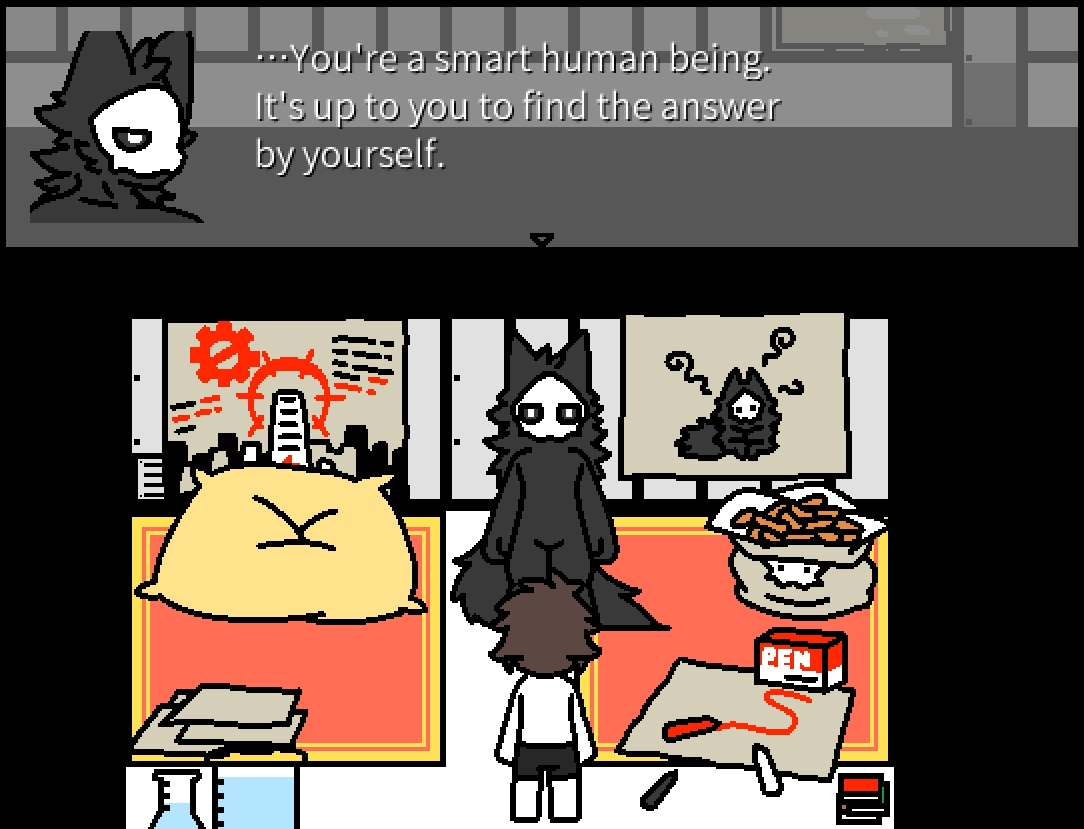 …You're a smart human being.
It's up to you to find the answer
by yourself.
PEN